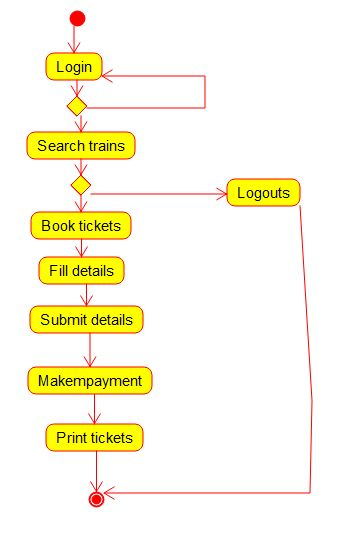 Login
Search trains
Logouts
Book tickets
Fill details
Submit details
Makempayment
Print tickets